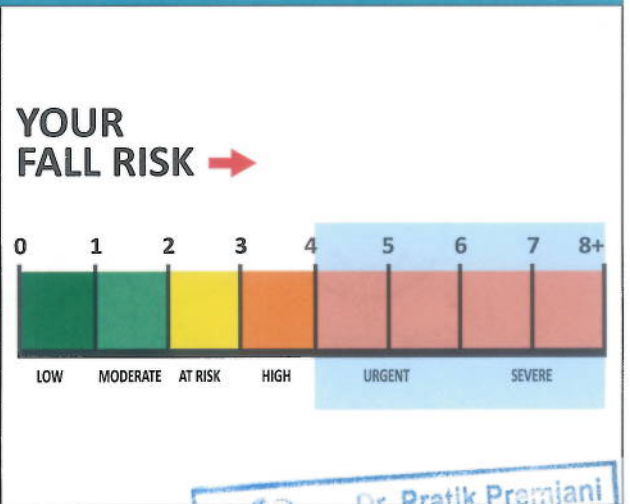 YOUR
FALL RISK
0 1 2 3 4 5 6 7 8+
LOW MODERATE AT RISK HIGH URGENT SEVERE
Dr. Pratik Premjani